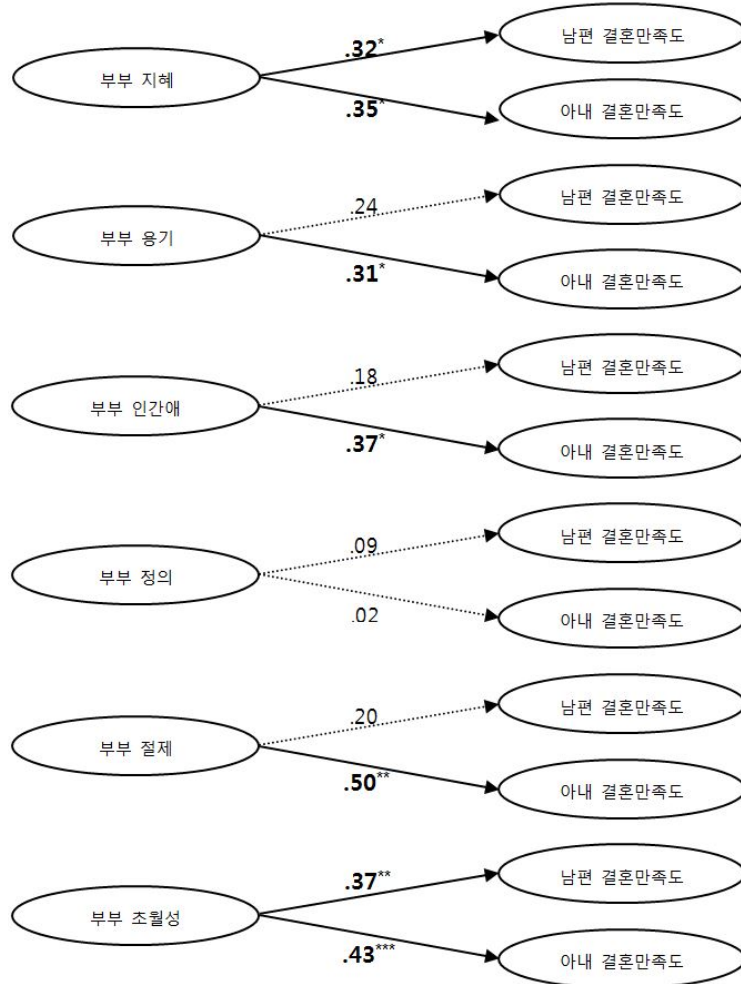 .32*
남편 결혼만족도
부부 지혜
.35*
아내 결혼만족도
.24
남편 결혼만족도
부부 용기
.31*
아내 결혼만족도
.18
남편 결혼만족도
부부 인간애
.37*
아내 결혼만족도
.09
남편 결혼만족도
부부 정의
.02
아내 결혼만족도
.20
남편 결혼만족도
부부 절제
.50**
아내 결혼만족도
.37**
남편 결혼만족도
부부 초월성
.43***
아내 결혼만족도